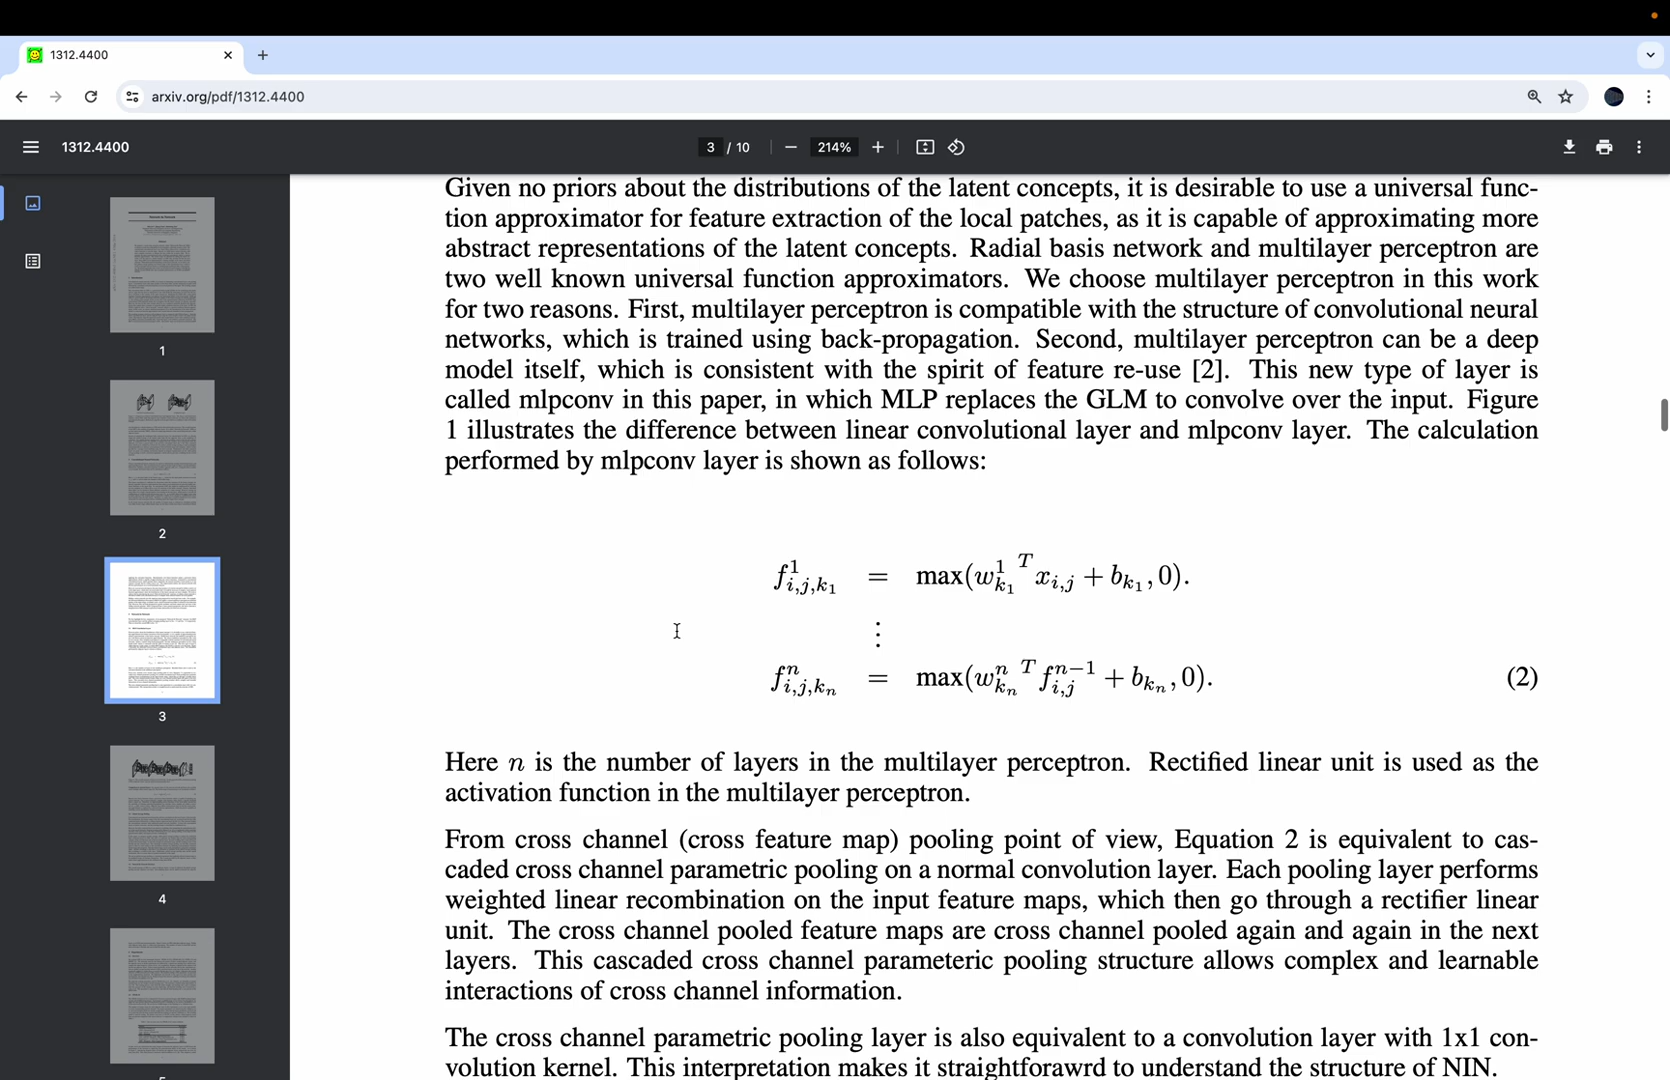 1312.4400
arxiv.org/pdf/1312.4400
1312.4400
3 / 10
214%
1
2
3
4
Given no priors about the distributions of the latent concepts, it is desirable to use a universal func-
tion approximator for feature extraction of the local patches, as it is capable of approximating more
abstract representations of the latent concepts. Radial basis network and multilayer perceptron are
two well known universal function approximators. We choose multilayer perceptron in this work
for two reasons. First, multilayer perceptron is compatible with the structure of convolutional neural
networks, which is trained using back-propagation. Second, multilayer perceptron can be a deep
model itself, which is consistent with the spirit of feature re-use [2]. This new type of layer is
called mlpconv in this paper, in which MLP replaces the GLM to convolve over the input. Figure
1 illustrates the difference between linear convolutional layer and mlpconv layer. The calculation
performed by mlpconv layer is shown as follows:
f^1_{i,j,k_1} = max(w^1_{k_1}^T x_{i,j} + b_{k_1}, 0).
⋮
f^n_{i,j,k_n} = max(w^n_{k_n}^T f^{n−1}_{i,j} + b_{k_n}, 0). (2)
Here n is the number of layers in the multilayer perceptron. Rectified linear unit is used as the
activation function in the multilayer perceptron.
From cross channel (cross feature map) pooling point of view, Equation 2 is equivalent to cas-
caded cross channel parametric pooling on a normal convolution layer. Each pooling layer performs
weighted linear recombination on the input feature maps, which then go through a rectifier linear
unit. The cross channel pooled feature maps are cross channel pooled again and again in the next
layers. This cascaded cross channel parameteric pooling structure allows complex and learnable
interactions of cross channel information.
The cross channel parametric pooling layer is also equivalent to a convolution layer with 1x1 con-
volution kernel. This interpretation makes it straightforawrd to understand the structure of NIN.